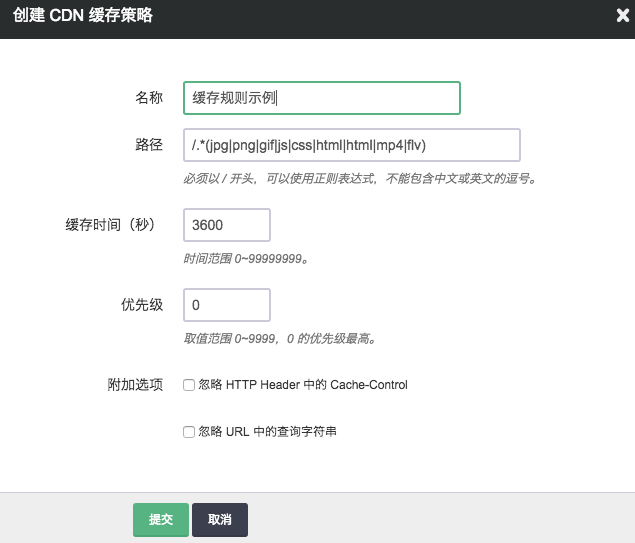 创建 CDN 缓存策略
名称 缓存规则示例
路径 /.*(jpg|png|gif|js|css|html|html|mp4|flv)
必须以 / 开头，可以使用正则表达式，不能包含中文或英文的逗号。
缓存时间（秒） 3600
时间范围 0~99999999。
优先级 0
取值范围 0~9999，0 的优先级最高。
附加选项 忽略 HTTP Header 中的 Cache-Control
忽略 URL 中的查询字符串
提交 取消